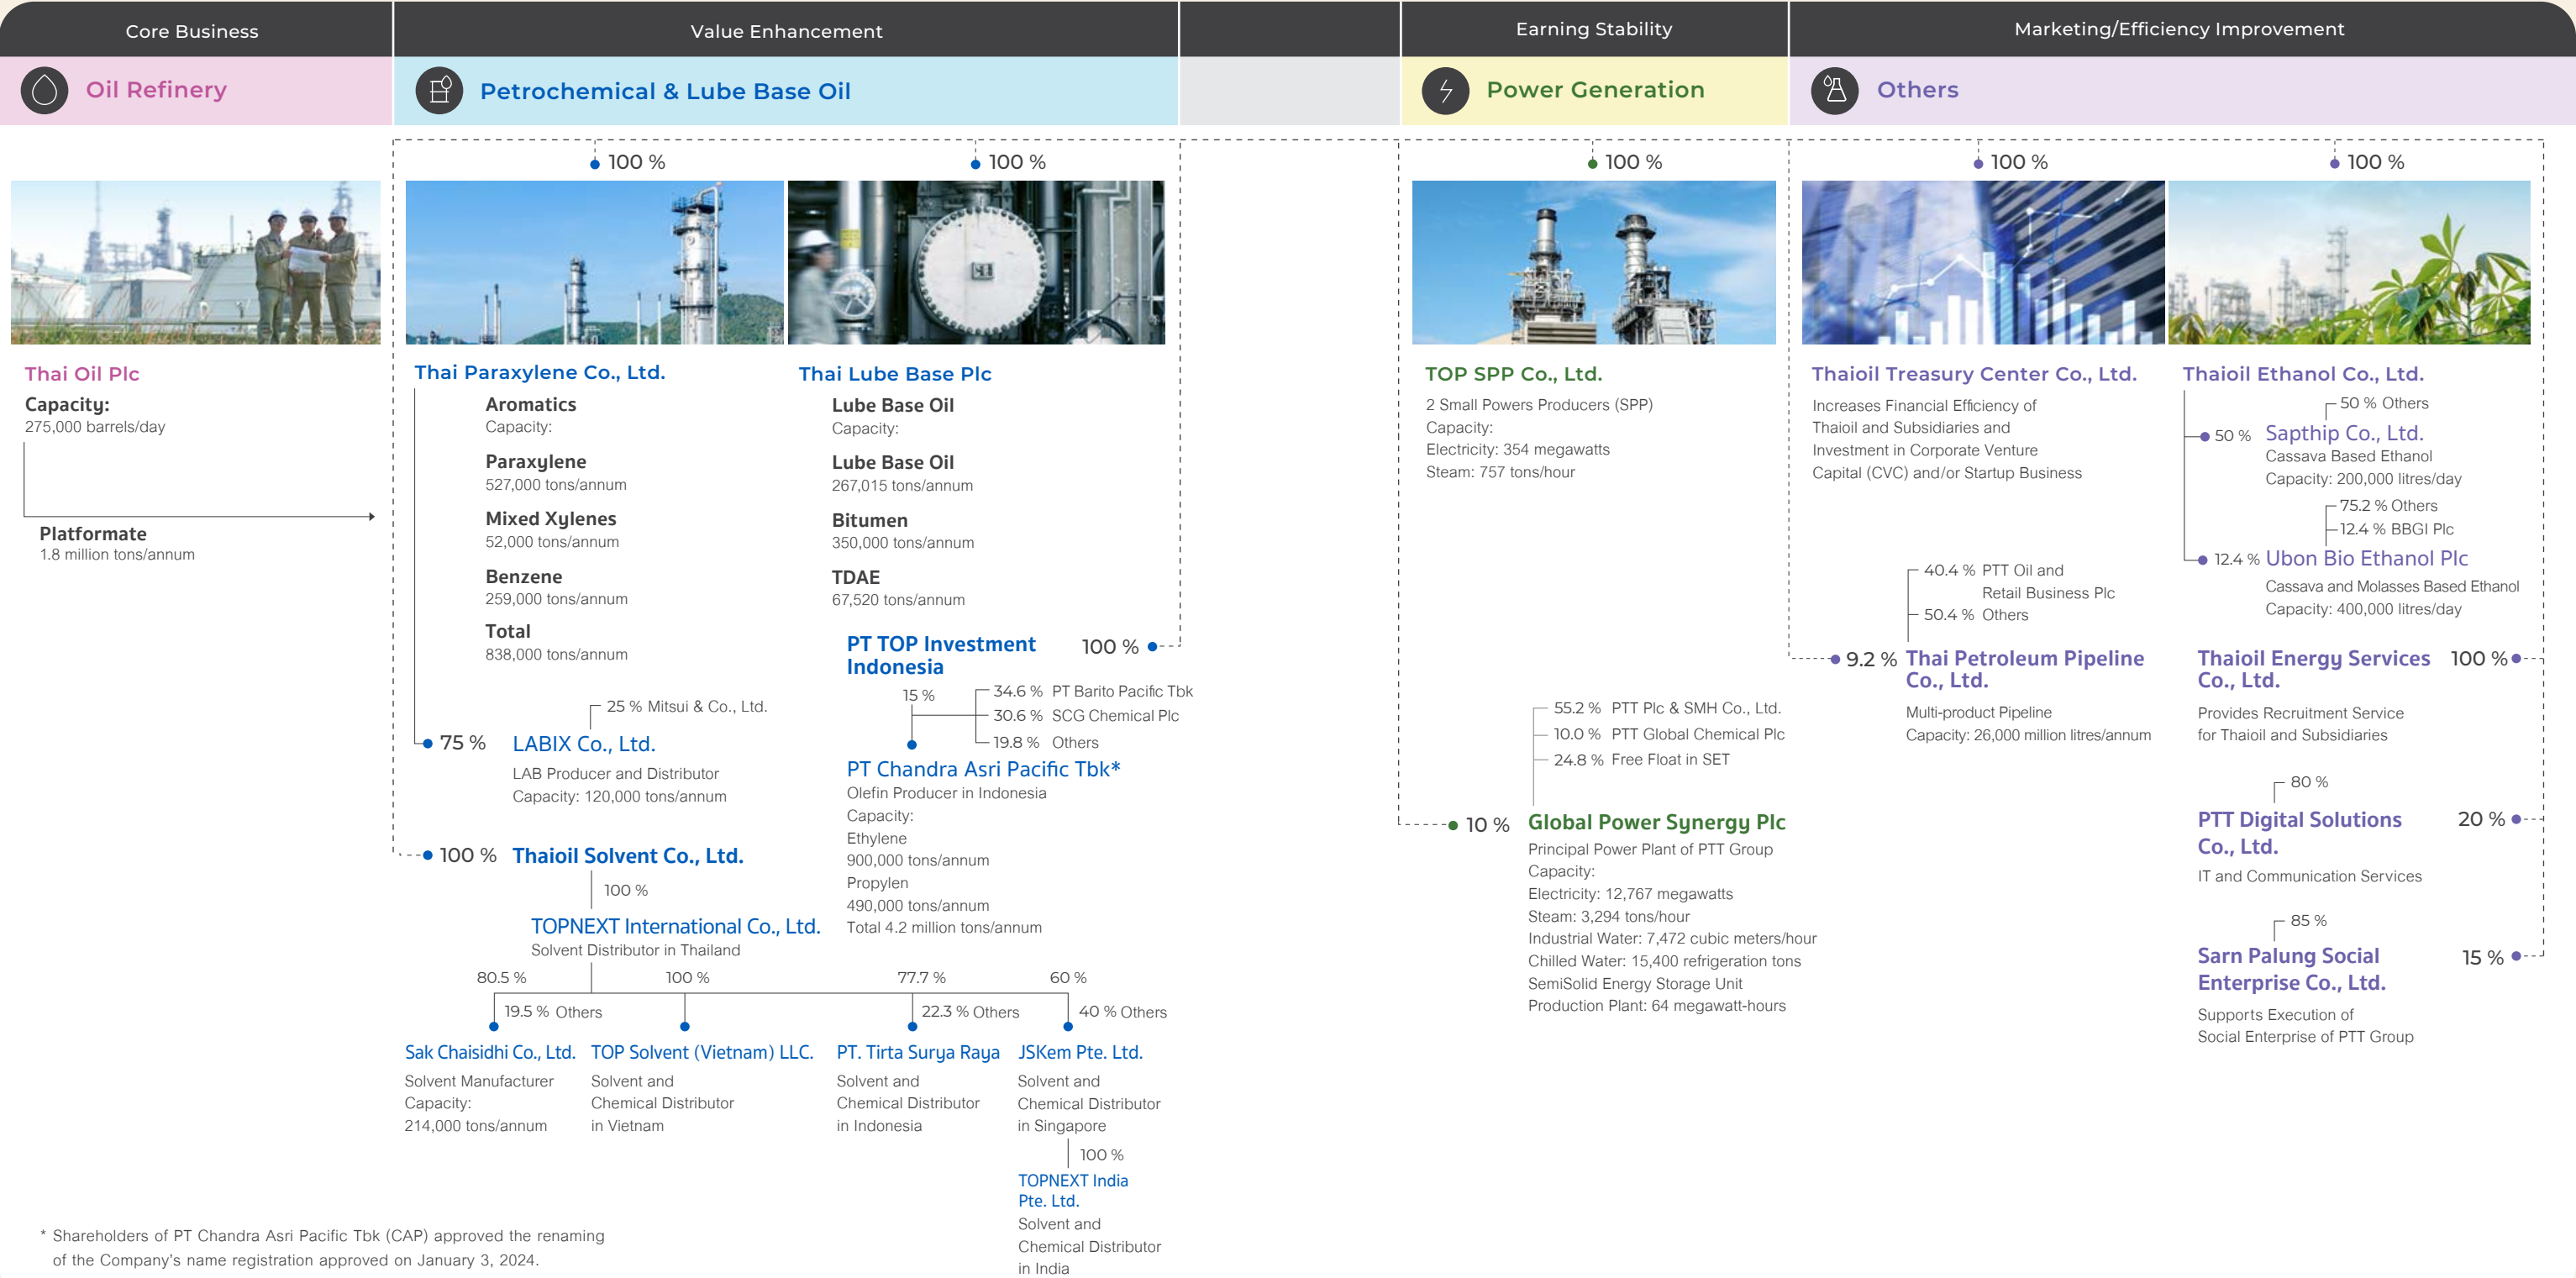 Core Business
Value Enhancement
Earning Stability
Marketing/Efficiency Improvement
Oil Refinery
Petrochemical & Lube Base Oil
Power Generation
Others
Thai Oil Plc
Capacity:
275,000 barrels/day
Platformate
1.8 million tons/annum
100 %
Thai Paraxylene Co., Ltd.
Aromatics
Capacity:
Paraxylene
527,000 tons/annum
Mixed Xylenes
52,000 tons/annum
Benzene
259,000 tons/annum
Total
838,000 tons/annum
25 % Mitsui & Co., Ltd.
75 % LABIX Co., Ltd.
LAB Producer and Distributor
Capacity: 120,000 tons/annum
100 %
Thai Lube Base Plc
Lube Base Oil
Capacity:
Lube Base Oil
267,015 tons/annum
Bitumen
350,000 tons/annum
TDAE
67,520 tons/annum
PT TOP Investment
Indonesia
100 %
15 %
34.6 % PT Barito Pacific Tbk
30.6 % SCG Chemical Plc
19.8 % Others
PT Chandra Asri Pacific Tbk*
Olefin Producer in Indonesia
Capacity:
Ethylene
900,000 tons/annum
Propylen
490,000 tons/annum
Total 4.2 million tons/annum
100 % Thaioil Solvent Co., Ltd.
100 %
TOPNEXT International Co., Ltd.
Solvent Distributor in Thailand
80.5 %
19.5 % Others
Sak Chaisidhi Co., Ltd.
Solvent Manufacturer
Capacity:
214,000 tons/annum
100 %
TOP Solvent (Vietnam) LLC.
Solvent and
Chemical Distributor
in Vietnam
77.7 %
22.3 % Others
PT. Tirta Surya Raya
Solvent and
Chemical Distributor
in Indonesia
60 %
40 % Others
JSKem Pte. Ltd.
Solvent and
Chemical Distributor
in Singapore
100 %
TOPNEXT India
Pte. Ltd.
Solvent and
Chemical Distributor
in India
100 %
TOP SPP Co., Ltd.
2 Small Powers Producers (SPP)
Capacity:
Electricity: 354 megawatts
Steam: 757 tons/hour
55.2 % PTT Plc & SMH Co., Ltd.
10.0 % PTT Global Chemical Plc
24.8 % Free Float in SET
10 % Global Power Synergy Plc
Principal Power Plant of PTT Group
Capacity:
Electricity: 12,767 megawatts
Steam: 3,294 tons/hour
Industrial Water: 7,472 cubic meters/hour
Chilled Water: 15,400 refrigeration tons
SemiSolid Energy Storage Unit
Production Plant: 64 megawatt-hours
100 %
Thaioil Treasury Center Co., Ltd.
Increases Financial Efficiency of
Thaioil and Subsidiaries and
Investment in Corporate Venture
Capital (CVC) and/or Startup Business
40.4 % PTT Oil and
Retail Business Plc
50.4 % Others
9.2 % Thai Petroleum Pipeline
Co., Ltd.
Multi-product Pipeline
Capacity: 26,000 million litres/annum
100 %
Thaioil Ethanol Co., Ltd.
50 % Others
50 % Sapthip Co., Ltd.
Cassava Based Ethanol
Capacity: 200,000 litres/day
75.2 % Others
12.4 % BBGI Plc
12.4 % Ubon Bio Ethanol Plc
Cassava and Molasses Based Ethanol
Capacity: 400,000 litres/day
Thaioil Energy Services 100 %
Co., Ltd.
Provides Recruitment Service
for Thaioil and Subsidiaries
80 %
PTT Digital Solutions 20 %
Co., Ltd.
IT and Communication Services
85 %
Sarn Palung Social 15 %
Enterprise Co., Ltd.
Supports Execution of
Social Enterprise of PTT Group
* Shareholders of PT Chandra Asri Pacific Tbk (CAP) approved the renaming
of the Company's name registration approved on January 3, 2024.